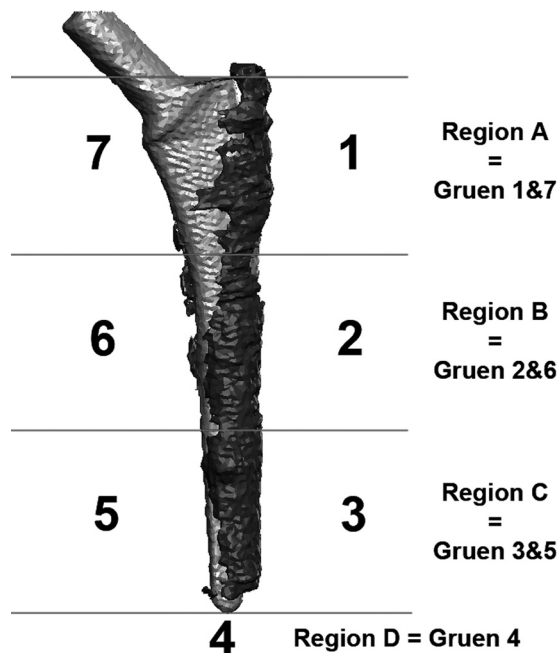 7
1
Region A
=
Gruen 1&7
6
2
Region B
=
Gruen 2&6
5
3
Region C
=
Gruen 3&5
4
Region D = Gruen 4